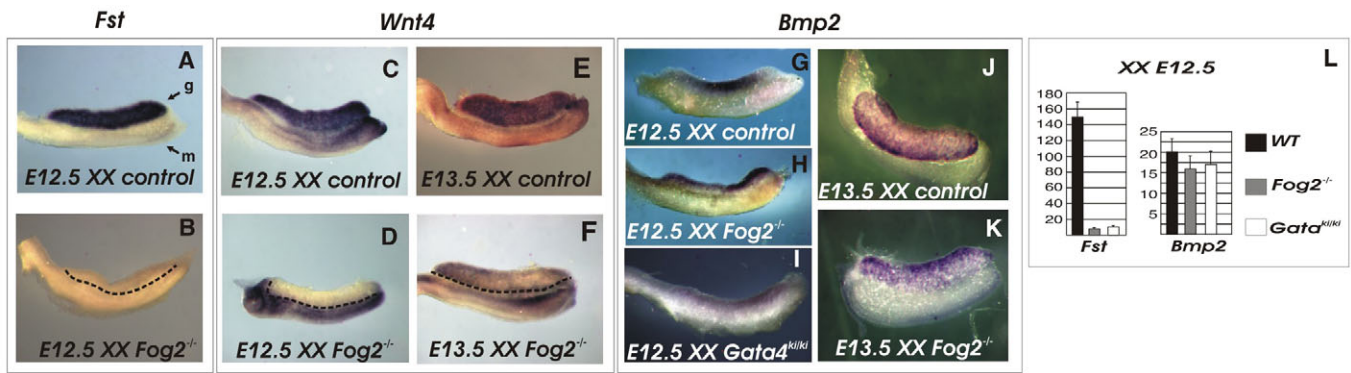 Fst
Wnt4
Bmp2
A
g
m
E12.5 XX control
B
E12.5 XX Fog2-/-
C
E12.5 XX control
D
E12.5 XX Fog2-/-
E
E13.5 XX control
F
E13.5 XX Fog2-/-
G
E12.5 XX control
H
E12.5 XX Fog2-/-
I
E12.5 XX Gata4ki/ki
J
E13.5 XX control
K
E13.5 XX Fog2-/-
L
XX E12.5
180
160
140
120
100
80
60
40
20
Fst
25
20
15
10
5
Bmp2
WT
Fog2-/-
Gataki/ki